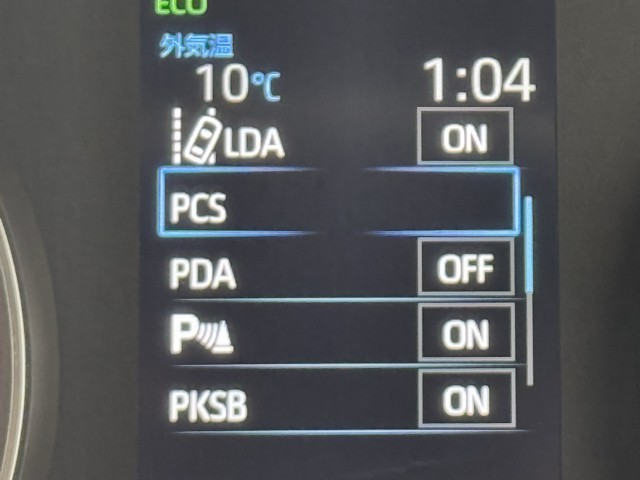 ECO
外気温
10℃ 1:04
LDA ON
PCS
PDA OFF
P ON
PKSB ON